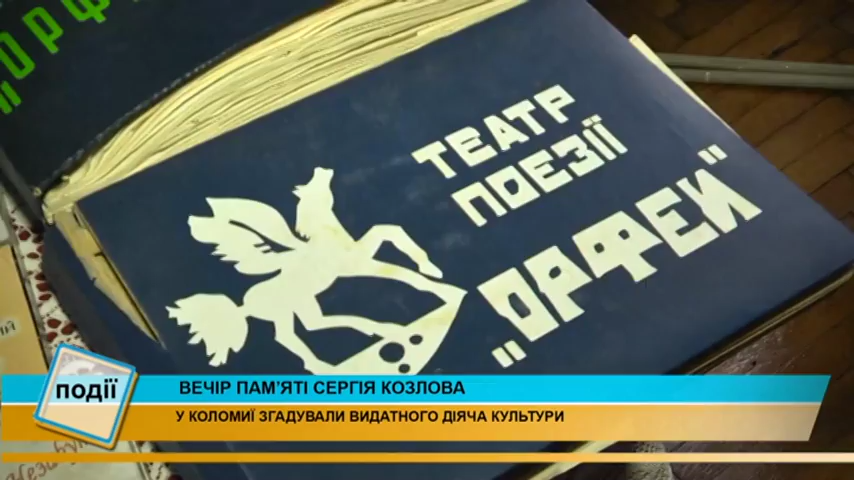 „ОРФ
ТЕАТР
ПОЕЗІЇ
„ОРФЕЙ"
події
ВЕЧІР ПАМ'ЯТІ СЕРГІЯ КОЗЛОВА
У КОЛОМИЇ ЗГАДУВАЛИ ВИДАТНОГО ДІЯЧА КУЛЬТУРИ